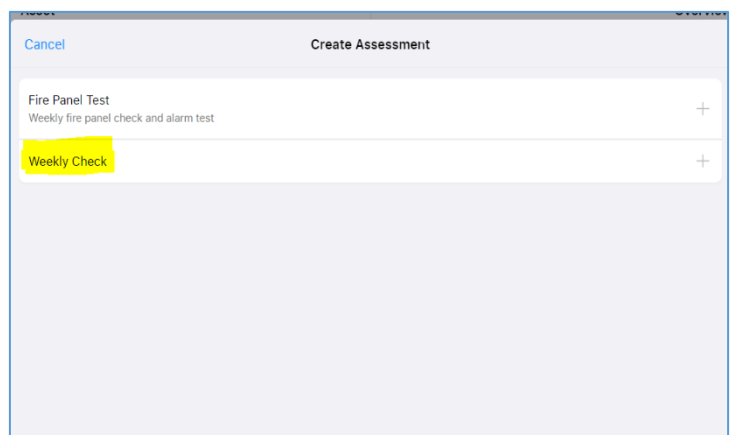 Cancel
Create Assessment
Fire Panel Test
Weekly fire panel check and alarm test
Weekly Check